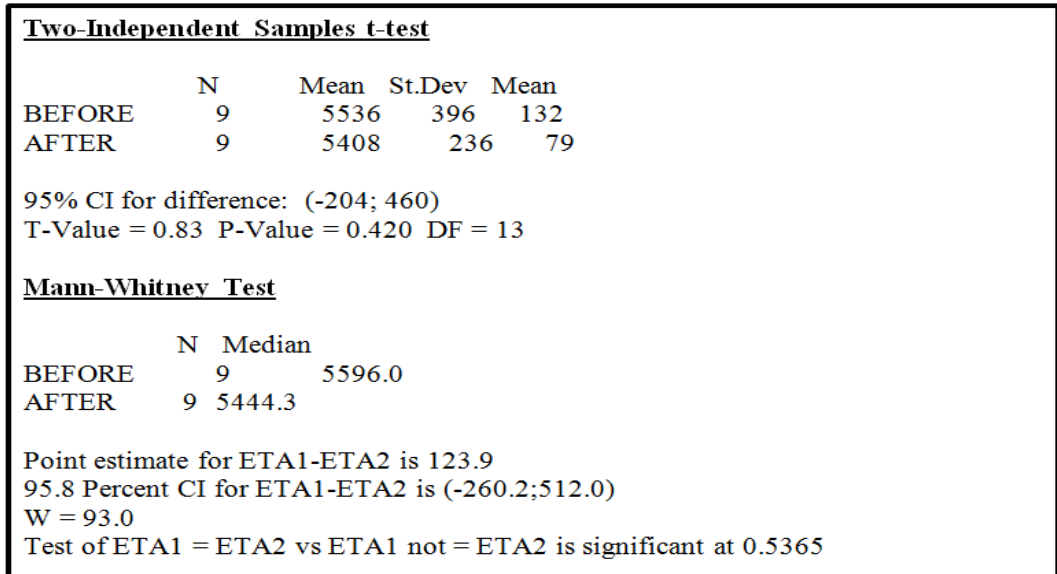 Two-Independent Samples t-test
N Mean St.Dev Mean
BEFORE 9 5536 396 132
AFTER 9 5408 236 79
95% CI for difference: (-204; 460)
T-Value = 0.83 P-Value = 0.420 DF = 13
Mann-Whitney Test
N Median
BEFORE 9 5596.0
AFTER 9 5444.3
Point estimate for ETA1-ETA2 is 123.9
95.8 Percent CI for ETA1-ETA2 is (-260.2;512.0)
W = 93.0
Test of ETA1 = ETA2 vs ETA1 not = ETA2 is significant at 0.5365